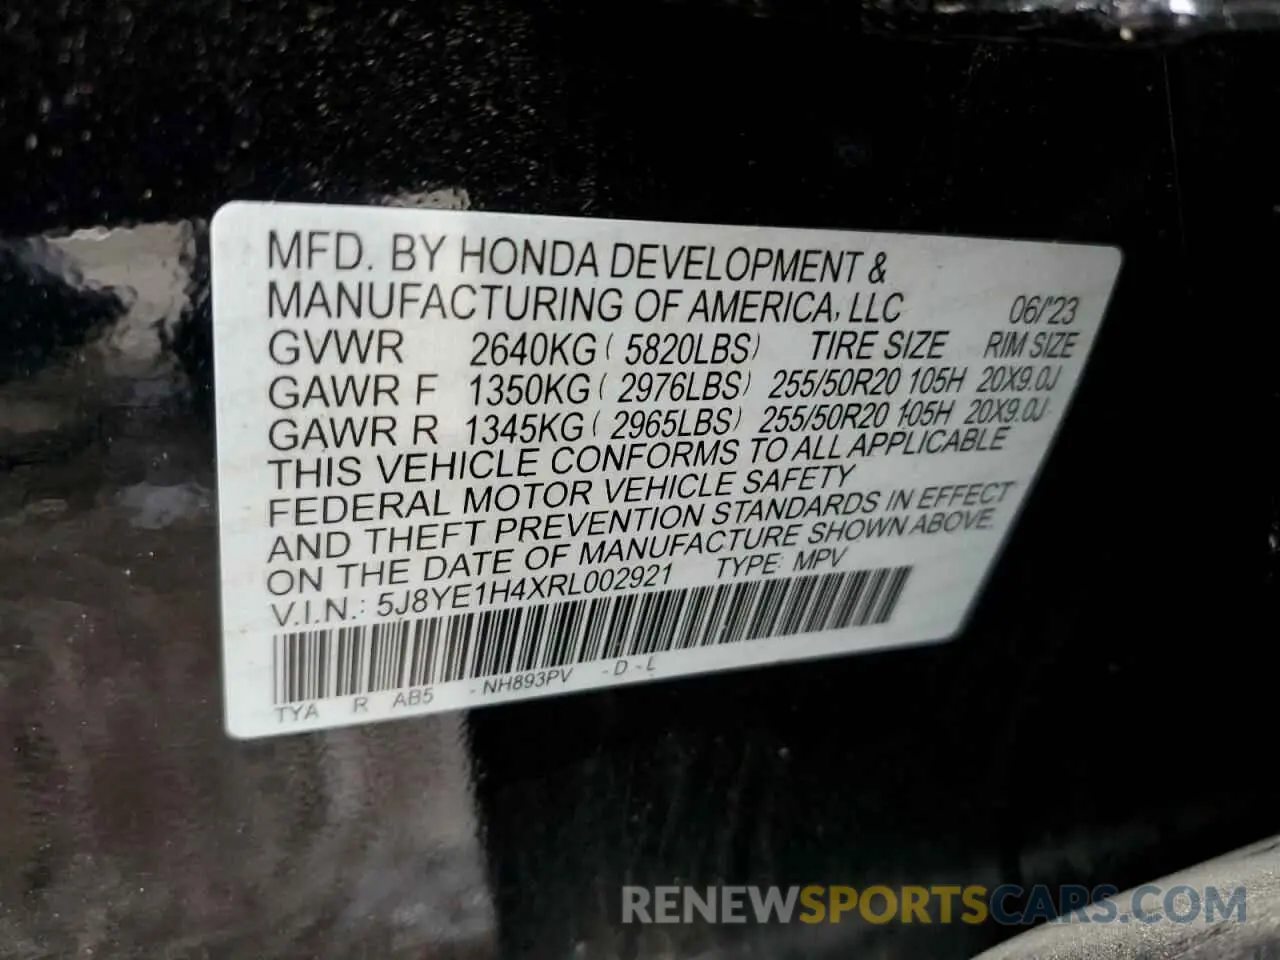 MFD. BY HONDA DEVELOPMENT &
MANUFACTURING OF AMERICA, LLC 06/'23
GVWR 2640KG ( 5820LBS) TIRE SIZE RIM SIZE
GAWR F 1350KG ( 2976LBS) 255/50R20 105H 20X9.0J
GAWR R 1345KG ( 2965LBS) 255/50R20 105H 20X9.0J
THIS VEHICLE CONFORMS TO ALL APPLICABLE
FEDERAL MOTOR VEHICLE SAFETY
AND THEFT PREVENTION STANDARDS IN EFFECT
ON THE DATE OF MANUFACTURE SHOWN ABOVE.
V.I.N.: 5J8YE1H4XRL002921 TYPE: MPV
TYA R AB5 -NH893PV -D-L
RENEWSPORTSCARS.COM